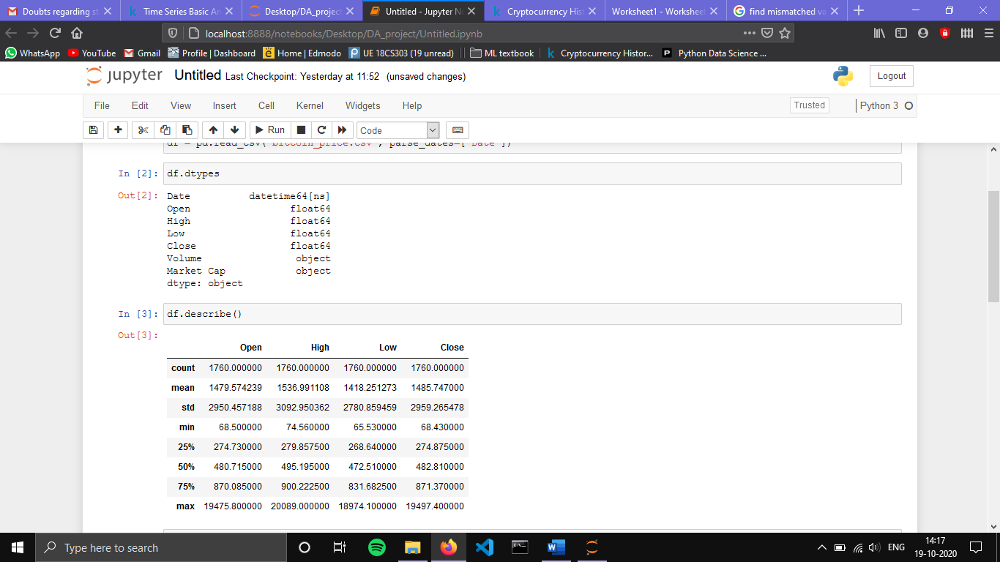 Doubts regarding st
Time Series Basic An
Desktop/DA_project
Untitled - Jupyter N
Cryptocurrency Hist
Worksheet1 - Workshee
find mismatched va
localhost:8888/notebooks/Desktop/DA_project/Untitled.ipynb
WhatsApp YouTube Gmail Profile | Dashboard Home | Edmodo UE 18CS303 (19 unread) ML textbook Cryptocurrency Histor... Python Data Science ...
jupyter Untitled Last Checkpoint: Yesterday at 11:52 (unsaved changes) Logout
File Edit View Insert Cell Kernel Widgets Help Trusted Python 3
Run Code
df = pd.read_csv('bitcoin_price.csv', parse_dates=['Date'])
In [2]: df.dtypes
Out[2]: Date datetime64[ns]
Open float64
High float64
Low float64
Close float64
Volume object
Market Cap object
dtype: object
In [3]: df.describe()
Out[3]:
Open High Low Close
count 1760.000000 1760.000000 1760.000000 1760.000000
mean 1479.574239 1536.991108 1418.251273 1485.747000
std 2950.457188 3092.950362 2780.859459 2959.265478
min 68.500000 74.560000 65.530000 68.430000
25% 274.730000 279.857500 268.640000 274.875000
50% 480.715000 495.195000 472.510000 482.810000
75% 870.085000 900.222500 831.682500 871.370000
max 19475.800000 20089.000000 18974.100000 19497.400000
Type here to search
ENG
14:17
19-10-2020